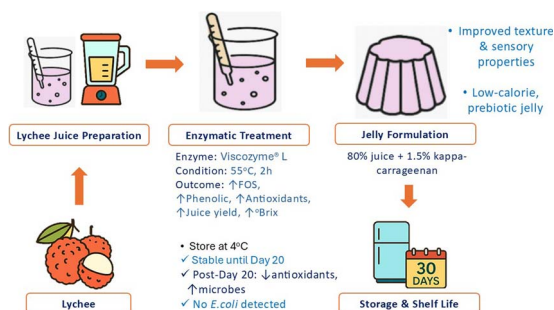 • Improved texture
& sensory
properties
• Low-calorie,
prebiotic jelly
Lychee Juice Preparation
Enzymatic Treatment
Jelly Formulation
Enzyme: Viscozyme® L
Condition: 55°C, 2h
Outcome: ↑FOS,
↑Phenolic, ↑Antioxidants,
↑Juice yield, ↑°Brix
80% juice + 1.5% kappa-
carrageenan
• Store at 4°C
✓ Stable until Day 20
✓ Post-Day 20: ↓antioxidants,
↑microbes
✓ No E.coli detected
30
DAYS
Lychee
Storage & Shelf Life